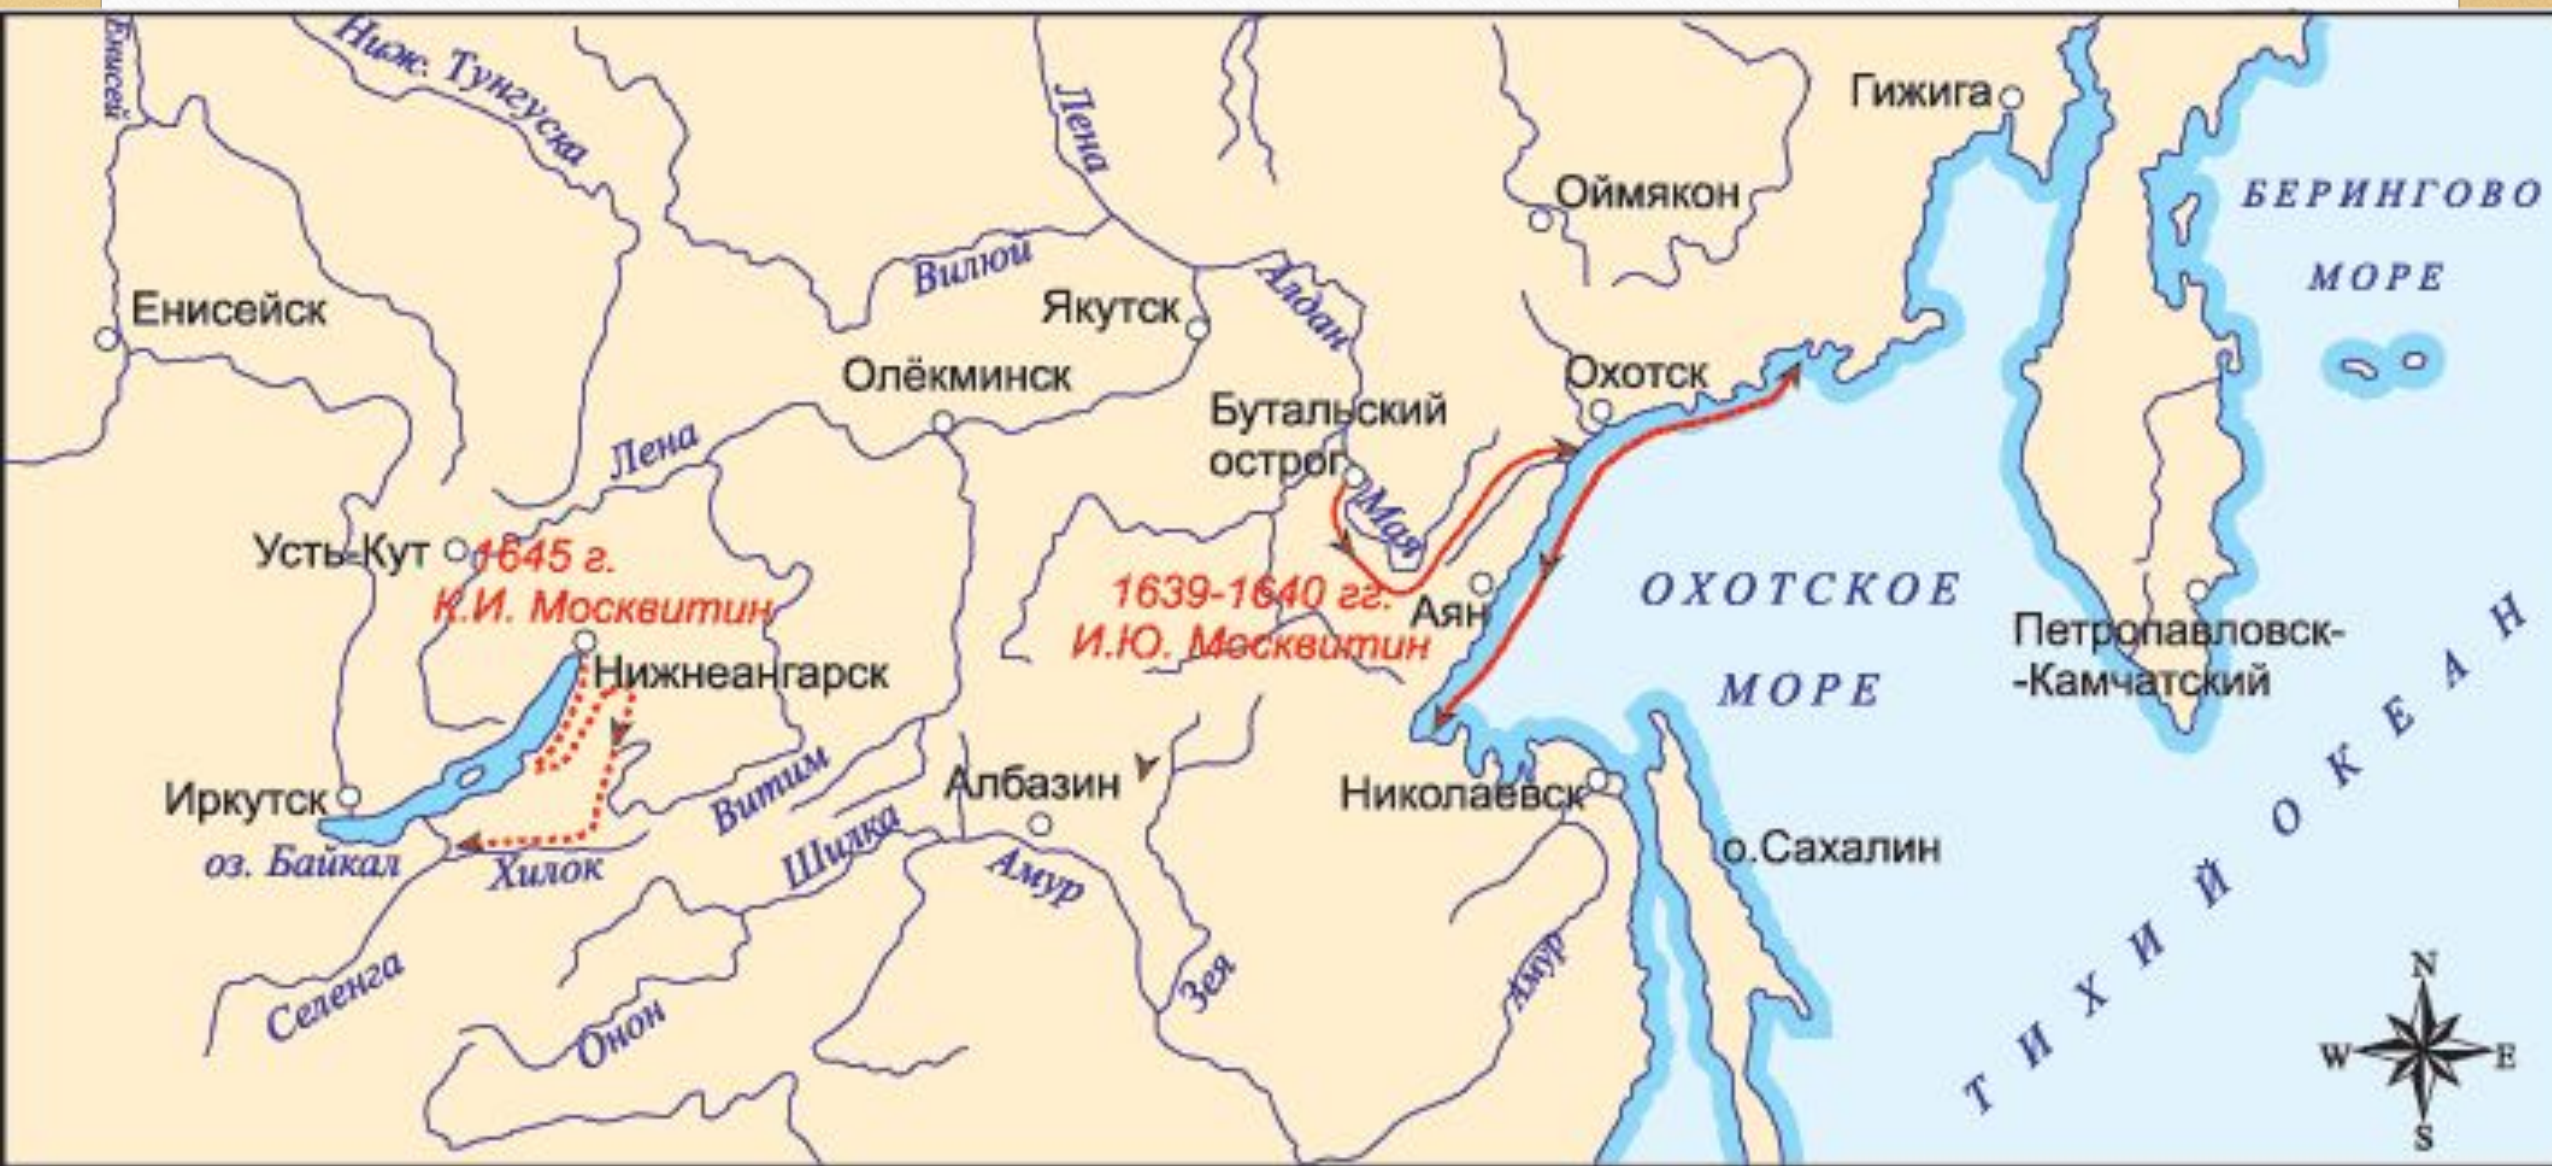 Енисей
Ниж. Тунгуска
Лена
Гижига
БЕРИНГОВО
МОРЕ
Оймякон
Вилюй
Алдан
Енисейск
Якутск
Олёкминск
Охотск
Бутальский
острог
Лена
Мая
Усть-Кут
1645 г.
К.И. Москвитин
1639-1640 гг.
И.Ю. Москвитин
Аян
ОХОТСКОЕ
МОРЕ
Петропавловск-
-Камчатский
Нижнеангарск
Иркутск
оз. Байкал
Хилок
Витим
Шилка
Албазин
Амур
Николаевск
о.Сахалин
ТИХИЙ ОКЕАН
Селенга
Онон
Зея
Амур
N
W
E
S